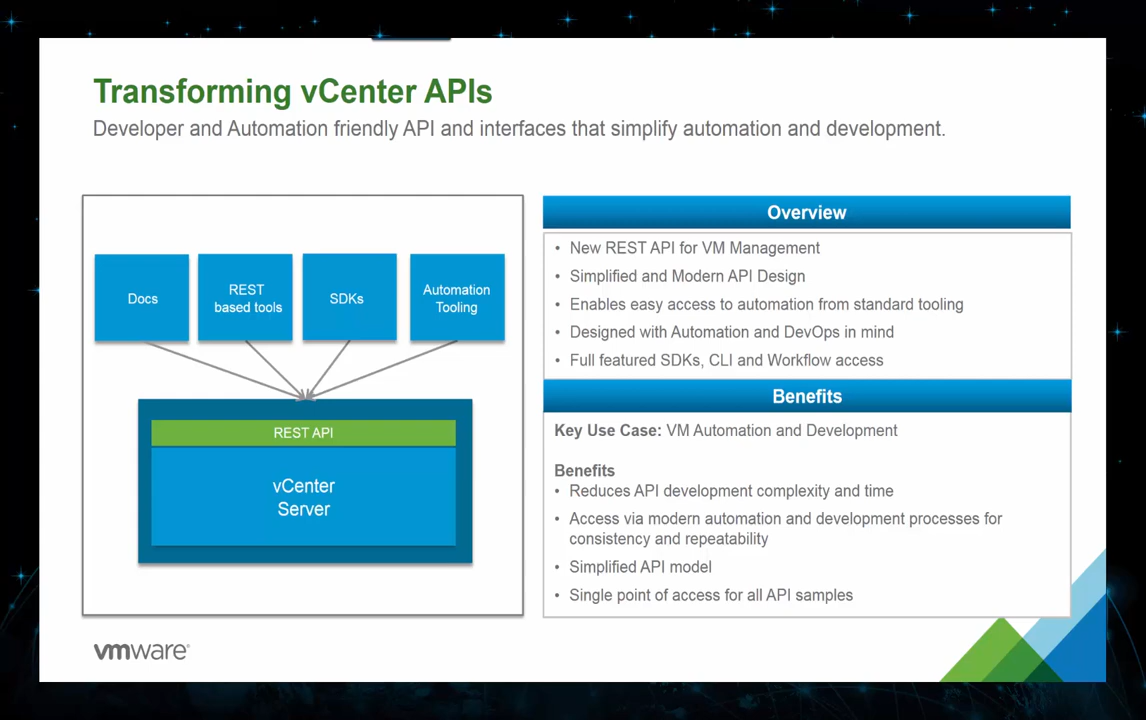 Transforming vCenter APIs
Developer and Automation friendly API and interfaces that simplify automation and development.
Docs
REST
based tools
SDKs
Automation
Tooling
REST API
vCenter
Server
Overview
• New REST API for VM Management
• Simplified and Modern API Design
• Enables easy access to automation from standard tooling
• Designed with Automation and DevOps in mind
• Full featured SDKs, CLI and Workflow access
Benefits
Key Use Case: VM Automation and Development
Benefits
• Reduces API development complexity and time
• Access via modern automation and development processes for
consistency and repeatability
• Simplified API model
• Single point of access for all API samples
vmware®